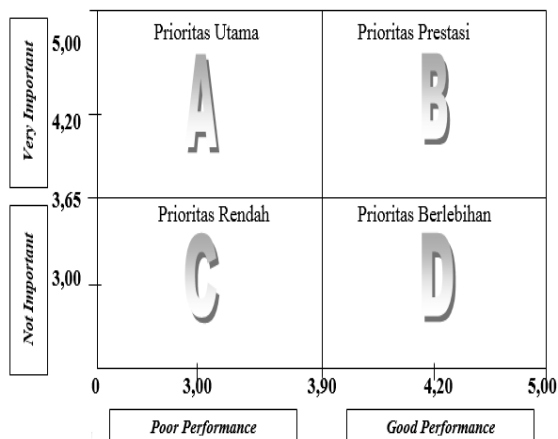 Prioritas Utama Prioritas Prestasi
5,00
Very Important
A B
4,20
3,65
Prioritas Rendah Prioritas Berlebihan
Not Important
C D
3,00
0 3,00 3,90 4,20 5,00
Poor Performance Good Performance